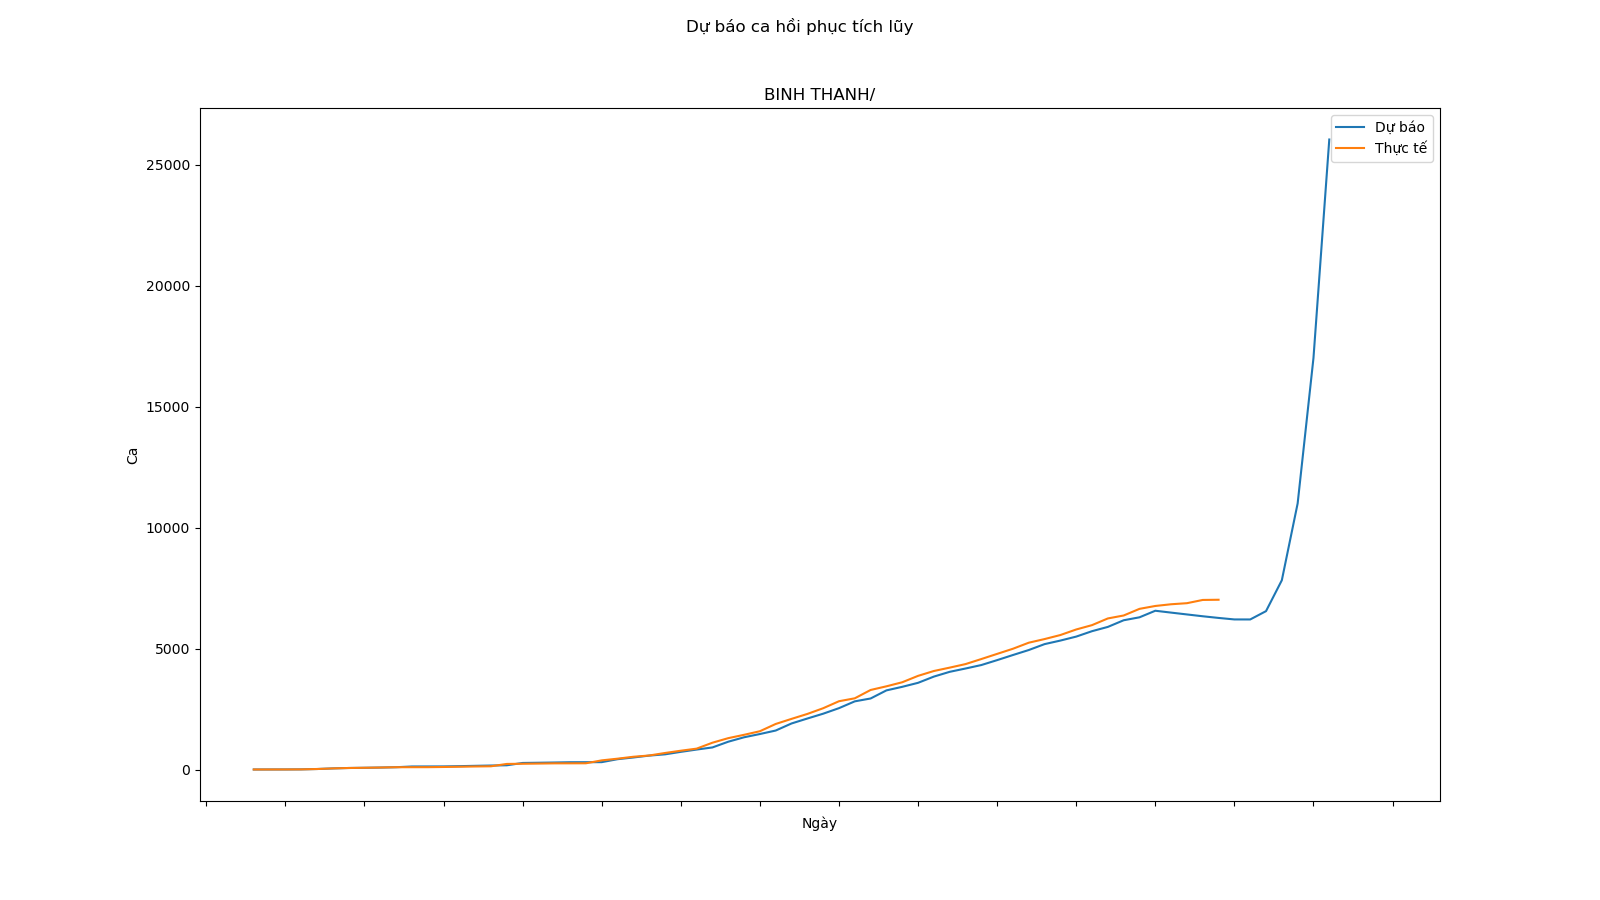 Dự báo ca hồi phục tích lũy
BINH THANH/
Dự báo
Thực tế
25000
20000
15000
10000
5000
0
Ca
Ngày